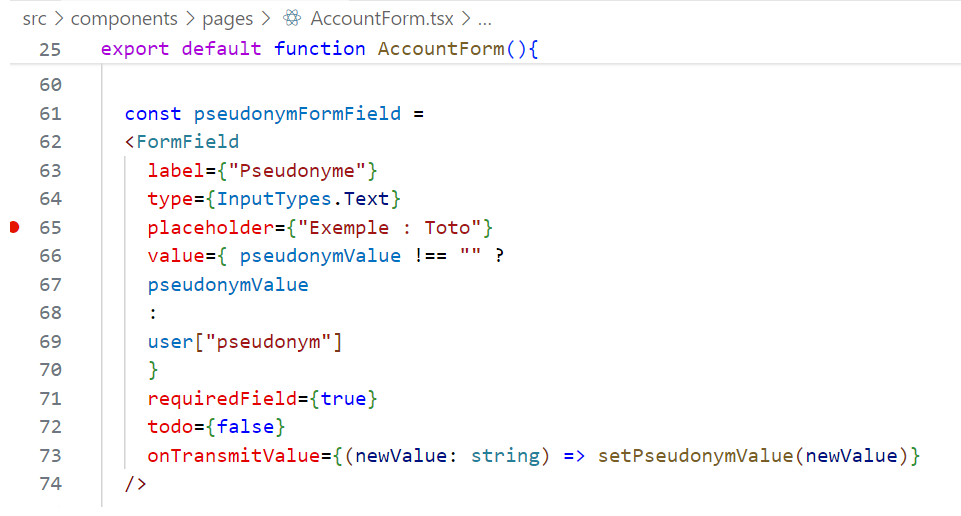 src > components > pages > AccountForm.tsx > ...
25 export default function AccountForm(){
60
61 const pseudonymFormField =
62 <FormField
63 label={"Pseudonyme"}
64 type={InputTypes.Text}
65 placeholder={"Exemple : Toto"}
66 value={ pseudonymValue !== "" ?
67 pseudonymValue
68 :
69 user["pseudonym"]
70 }
71 requiredField={true}
72 todo={false}
73 onTransmitValue={(newValue: string) => setPseudonymValue(newValue)}
74 />